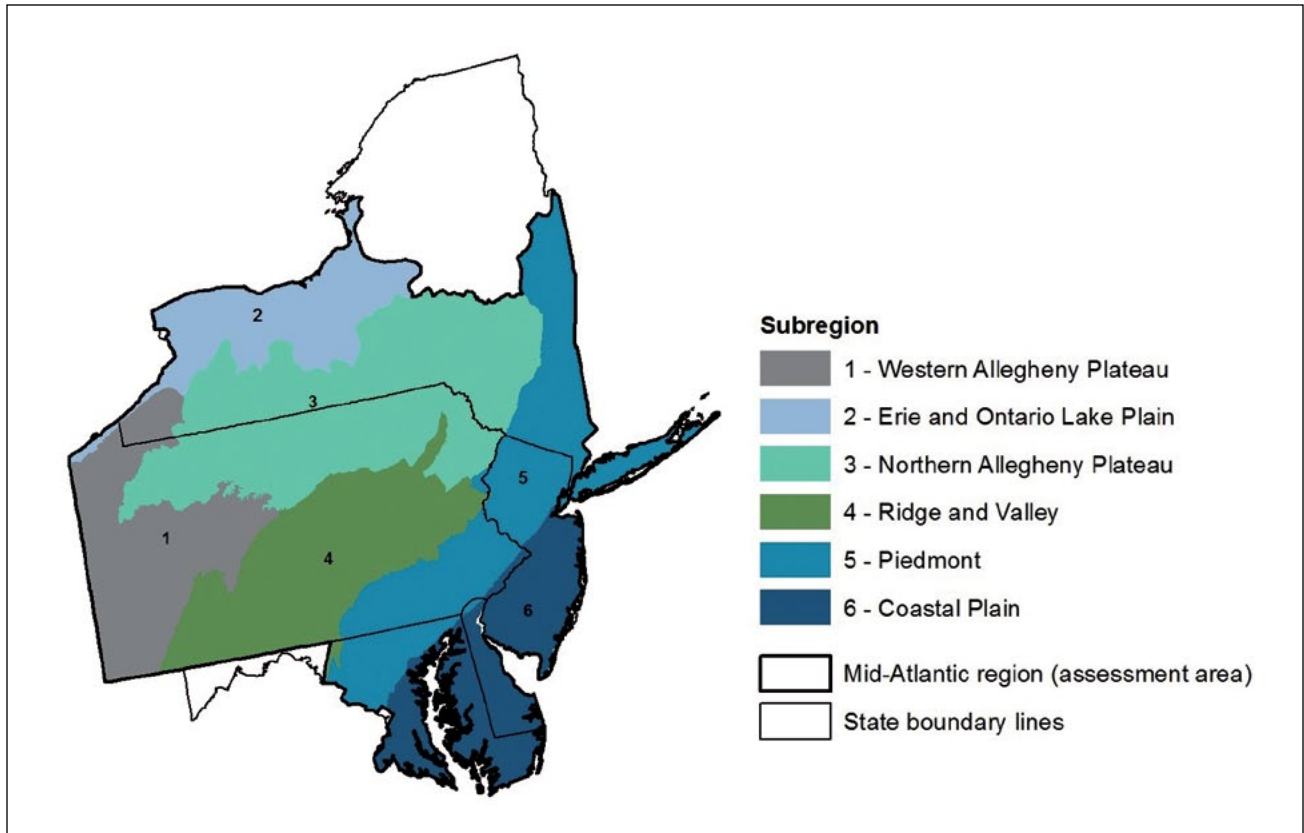 2
3
1
4
5
6
Subregion
1 - Western Allegheny Plateau
2 - Erie and Ontario Lake Plain
3 - Northern Allegheny Plateau
4 - Ridge and Valley
5 - Piedmont
6 - Coastal Plain
Mid-Atlantic region (assessment area)
State boundary lines